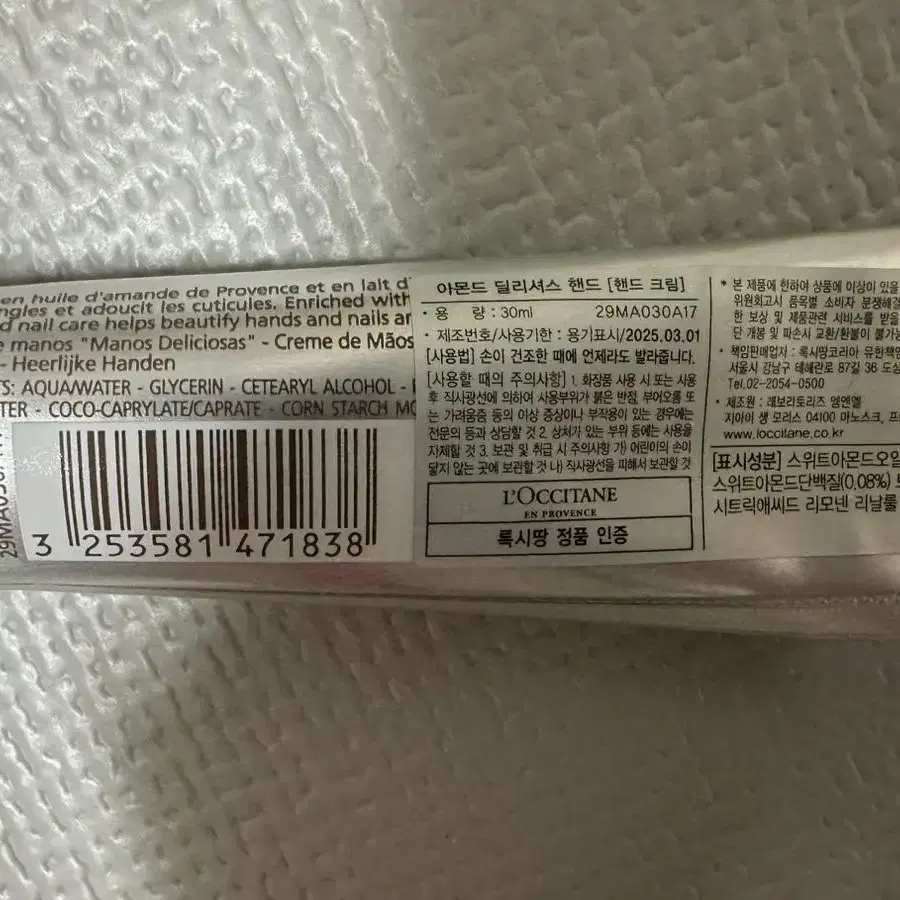 en huile d'amande de Provence et en lait d'
ngles et adoucit les cuticules. Enriched with
d nail care helps beautify hands and nails an
e manos "Manos Deliciosas" - Creme de Mãos
- Heerlijke Handen
TS: AQUA/WATER - GLYCERIN - CETEARYL ALCOHOL -
TER - COCO-CAPRYLATE/CAPRATE - CORN STARCH MO
3 253581 471838
아몬드 딜리셔스 핸드 [핸드 크림]
· 용 량 : 30ml 29MA030A17
· 제조번호/사용기한 : 용기표시/2025.03.01
[사용법] 손이 건조한 때에 언제라도 발라줍니다.
[사용할 때의 주의사항] 1. 화장품 사용 시 또는 사용
후 직사광선에 의하여 사용부위가 붉은 반점, 부어오름 또
는 가려움증 등의 이상 증상이나 부작용이 있는 경우에는
전문의 등과 상담할 것 2. 상처가 있는 부위 등에는 사용을
자제할 것 3. 보관 및 취급 시 주의사항 가) 어린이의 손이
닿지 않는 곳에 보관할 것 나) 직사광선을 피해서 보관할 것
L'OCCITANE
EN PROVENCE
록시땅 정품 인증
* 본 제품에 한하여 상품에 이상이 있을
위원회고시 품목별 소비자 분쟁해결
한 보상 및 제품관련 서비스를 받을
단 개봉 및 파손시 교환/환불이 불가능
· 책임판매업자 : 록시땅코리아 유한책임
서울시 강남구 테헤란로 87길 36 도심
Tel.02-2054-0500
· 제조원 : 래보라토리즈 엠엔엘
지아이 쌩 모리스 04100 마노스크, 프
www.loccitane.co.kr
[표시성분] 스위트아몬드오일
스위트아몬드단백질(0.08%)
시트릭애씨드 리모넨 리날룰